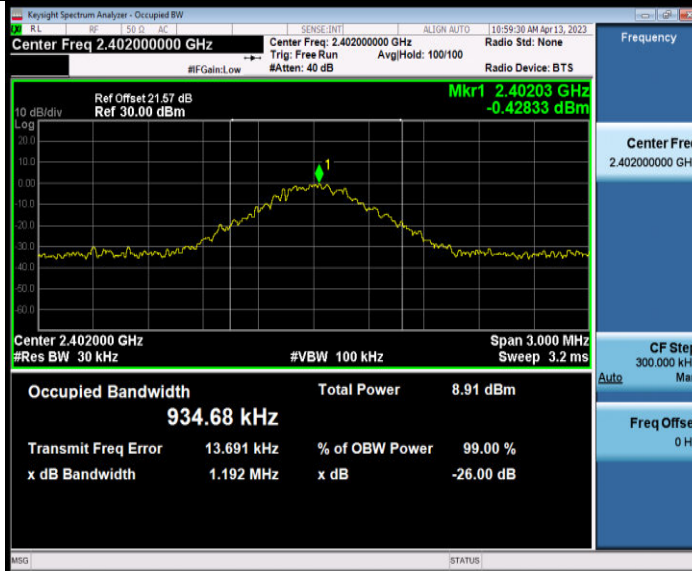 Keysight Spectrum Analyzer - Occupied BW
RL RF 50 Ω AC SENSE:INT ALIGN AUTO 10:59:30 AM Apr 13, 2023
Center Freq 2.402000000 GHz Center Freq: 2.402000000 GHz Radio Std: None
Trig: Free Run Avg|Hold: 100/100
#IFGain:Low #Atten: 40 dB Radio Device: BTS
Mkr1 2.40203 GHz
Ref Offset 21.57 dB
10 dB/div Ref 30.00 dBm -0.42833 dBm
Log
20.0
10.0
1
0.00
-10.0
-20.0
-30.0
-40.0
-50.0
-60.0
Center 2.402000 GHz Span 3.000 MHz
#Res BW 30 kHz #VBW 100 kHz Sweep 3.2 ms
Occupied Bandwidth Total Power 8.91 dBm
934.68 kHz
Transmit Freq Error 13.691 kHz % of OBW Power 99.00 %
x dB Bandwidth 1.192 MHz x dB -26.00 dB
MSG STATUS
Frequency
Center Fre
2.402000000 GH
CF Step
300.000 kH
Auto Ma
Freq Offse
0 H